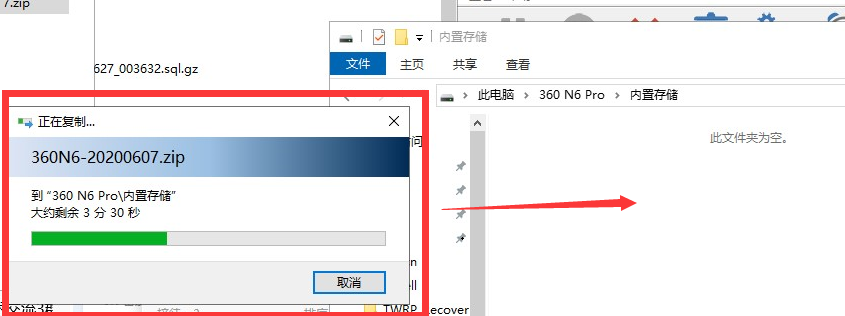 7.zip
内置存储
627_003632.sql.gz
文件 主页 共享 查看
此电脑 > 360 N6 Pro > 内置存储
正在复制...
360N6-20200607.zip
到 “360 N6 Pro\内置存储”
大约剩余 3 分 30 秒
取消
此文件夹为空。
TWRP
ecover